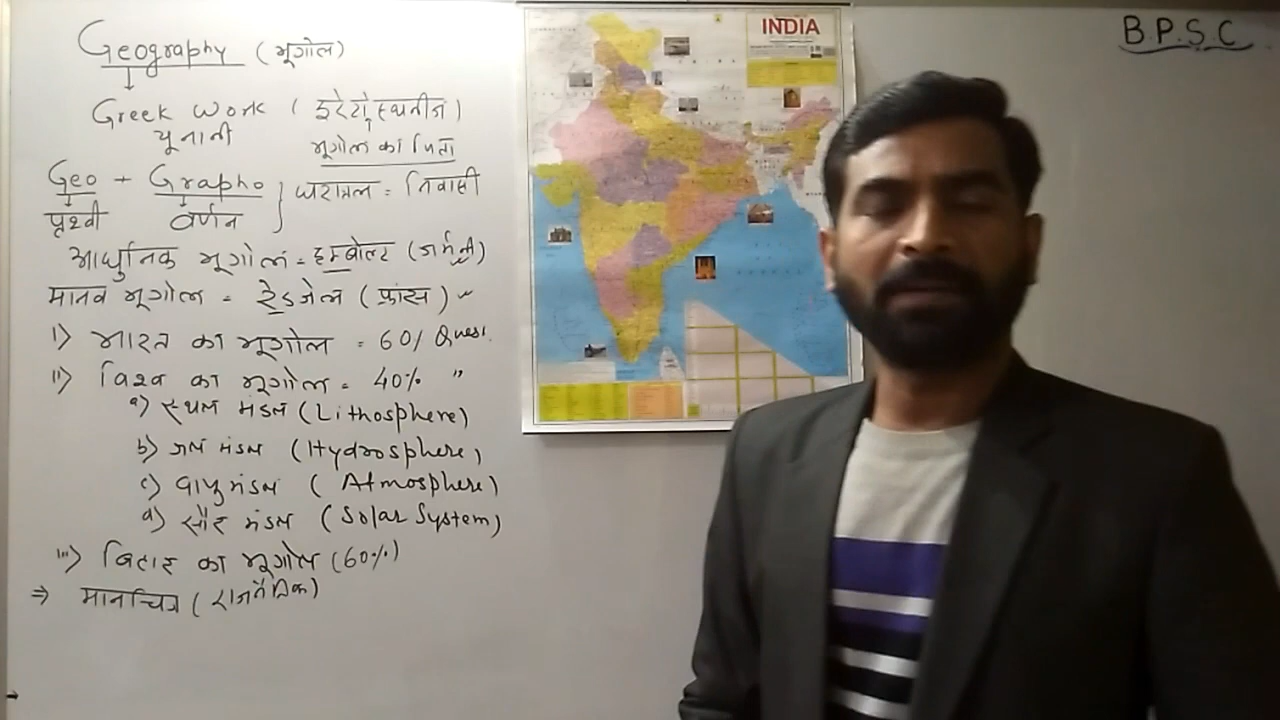 Geography (भूगोल)
Greek Work (इरेटोस्थनीज)
यूनानी भूगोल का पिता
Geo + Grapho } धरातल = निवासी
पृथ्वी वर्णन
आधुनिक भूगोल = हम्बोल्ट (जर्मनी)
मानव भूगोल = रेडजेल (फ्रांस)
i) भारत का भूगोल = 60% Quest.
ii) विश्व का भूगोल = 40% "
a) स्थल मंडल (Lithosphere)
b) जल मंडल (Hydrosphere)
c) वायु मंडल (Atmosphere)
d) सौर मंडल (Solar System)
iii) बिहार का भूगोल (60%)
⇒ मानचित्र (राजनैतिक)
INDIA
B.P.S.C